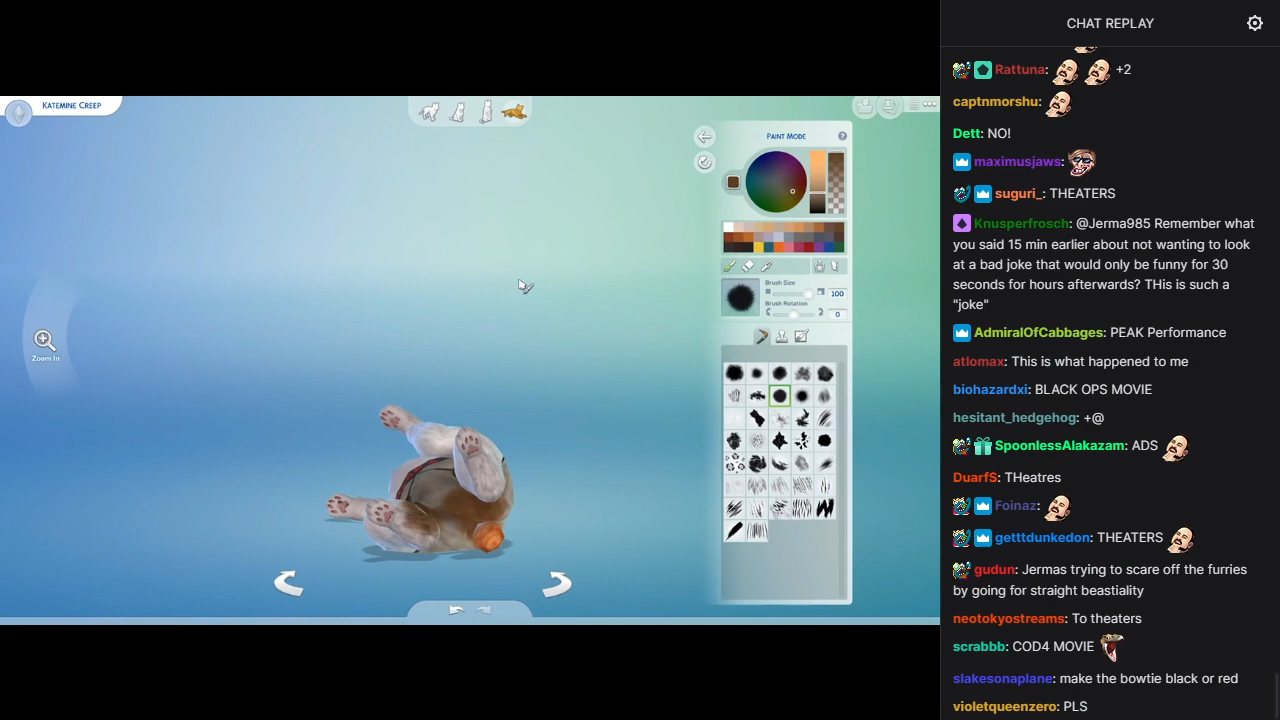 CHAT REPLAY
KATEMINE CREEP
PAINT MODE
?
Brush Size
100
Brush Rotation
0
Zoom In
Rattuna: +2
captnmorshu:
Dett: NO!
maximusjaws:
suguri_: THEATERS
Knusperfrosch: @Jerma985 Remember what
you said 15 min earlier about not wanting to look
at a bad joke that would only be funny for 30
seconds for hours afterwards? THis is such a
"joke"
AdmiralOfCabbages: PEAK Performance
atlomax: This is what happened to me
biohazardxi: BLACK OPS MOVIE
hesitant_hedgehog: +@
SpoonlessAlakazam: ADS
DuarfS: THeatres
Foinaz:
getttdunkedon: THEATERS
gudun: Jermas trying to scare off the furries
by going for straight beastiality
neotokyostreams: To theaters
scrabbb: COD4 MOVIE
slakesonaplane: make the bowtie black or red
violetqueenzero: PLS